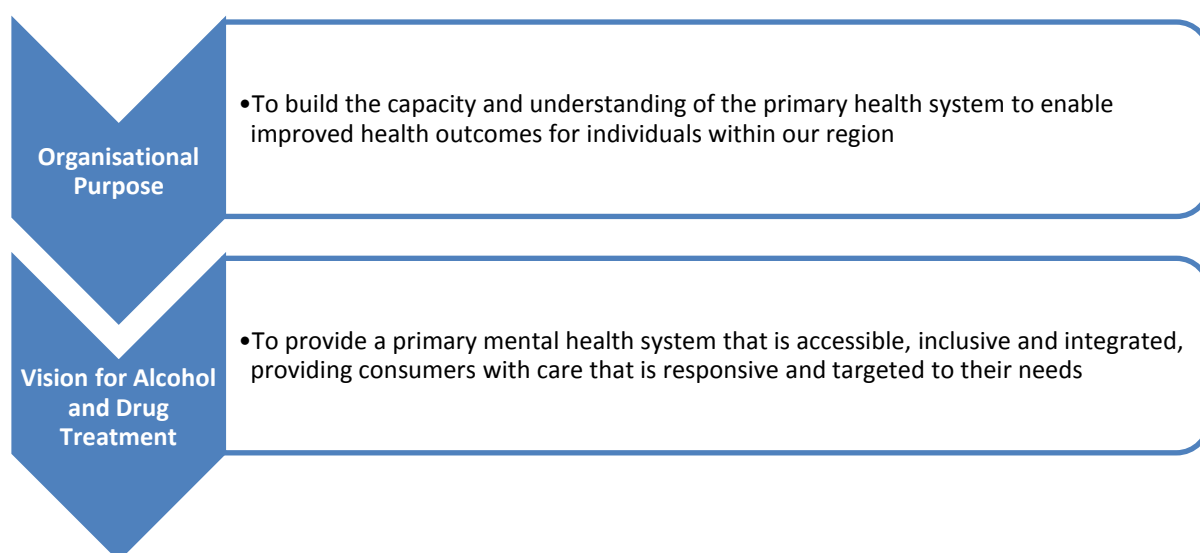 Organisational
Purpose
•To build the capacity and understanding of the primary health system to enable
improved health outcomes for individuals within our region
Vision for Alcohol
and Drug
Treatment
•To provide a primary mental health system that is accessible, inclusive and integrated,
providing consumers with care that is responsive and targeted to their needs